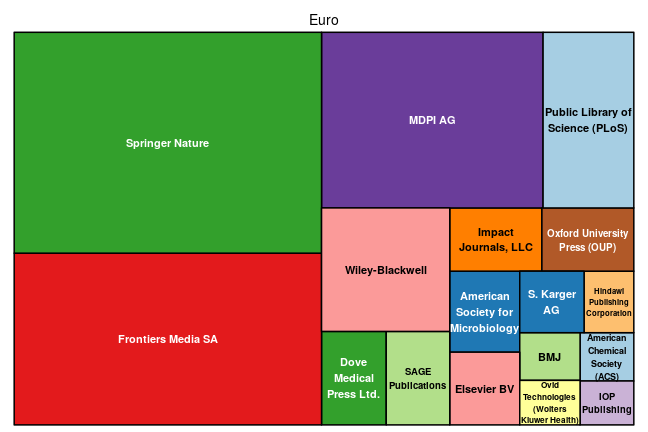 Euro
Springer Nature
Frontiers Media SA
MDPI AG
Public Library of
Science (PLoS)
Wiley-Blackwell
Impact
Journals, LLC
Oxford University
Press (OUP)
American
Society for
Microbiology
S. Karger
AG
Hindawi
Publishing
Corporation
Dove
Medical
Press Ltd.
SAGE
Publications
Elsevier BV
BMJ
American
Chemical
Society
(ACS)
Ovid
Technologies
(Wolters
Kluwer Health)
IOP
Publishing